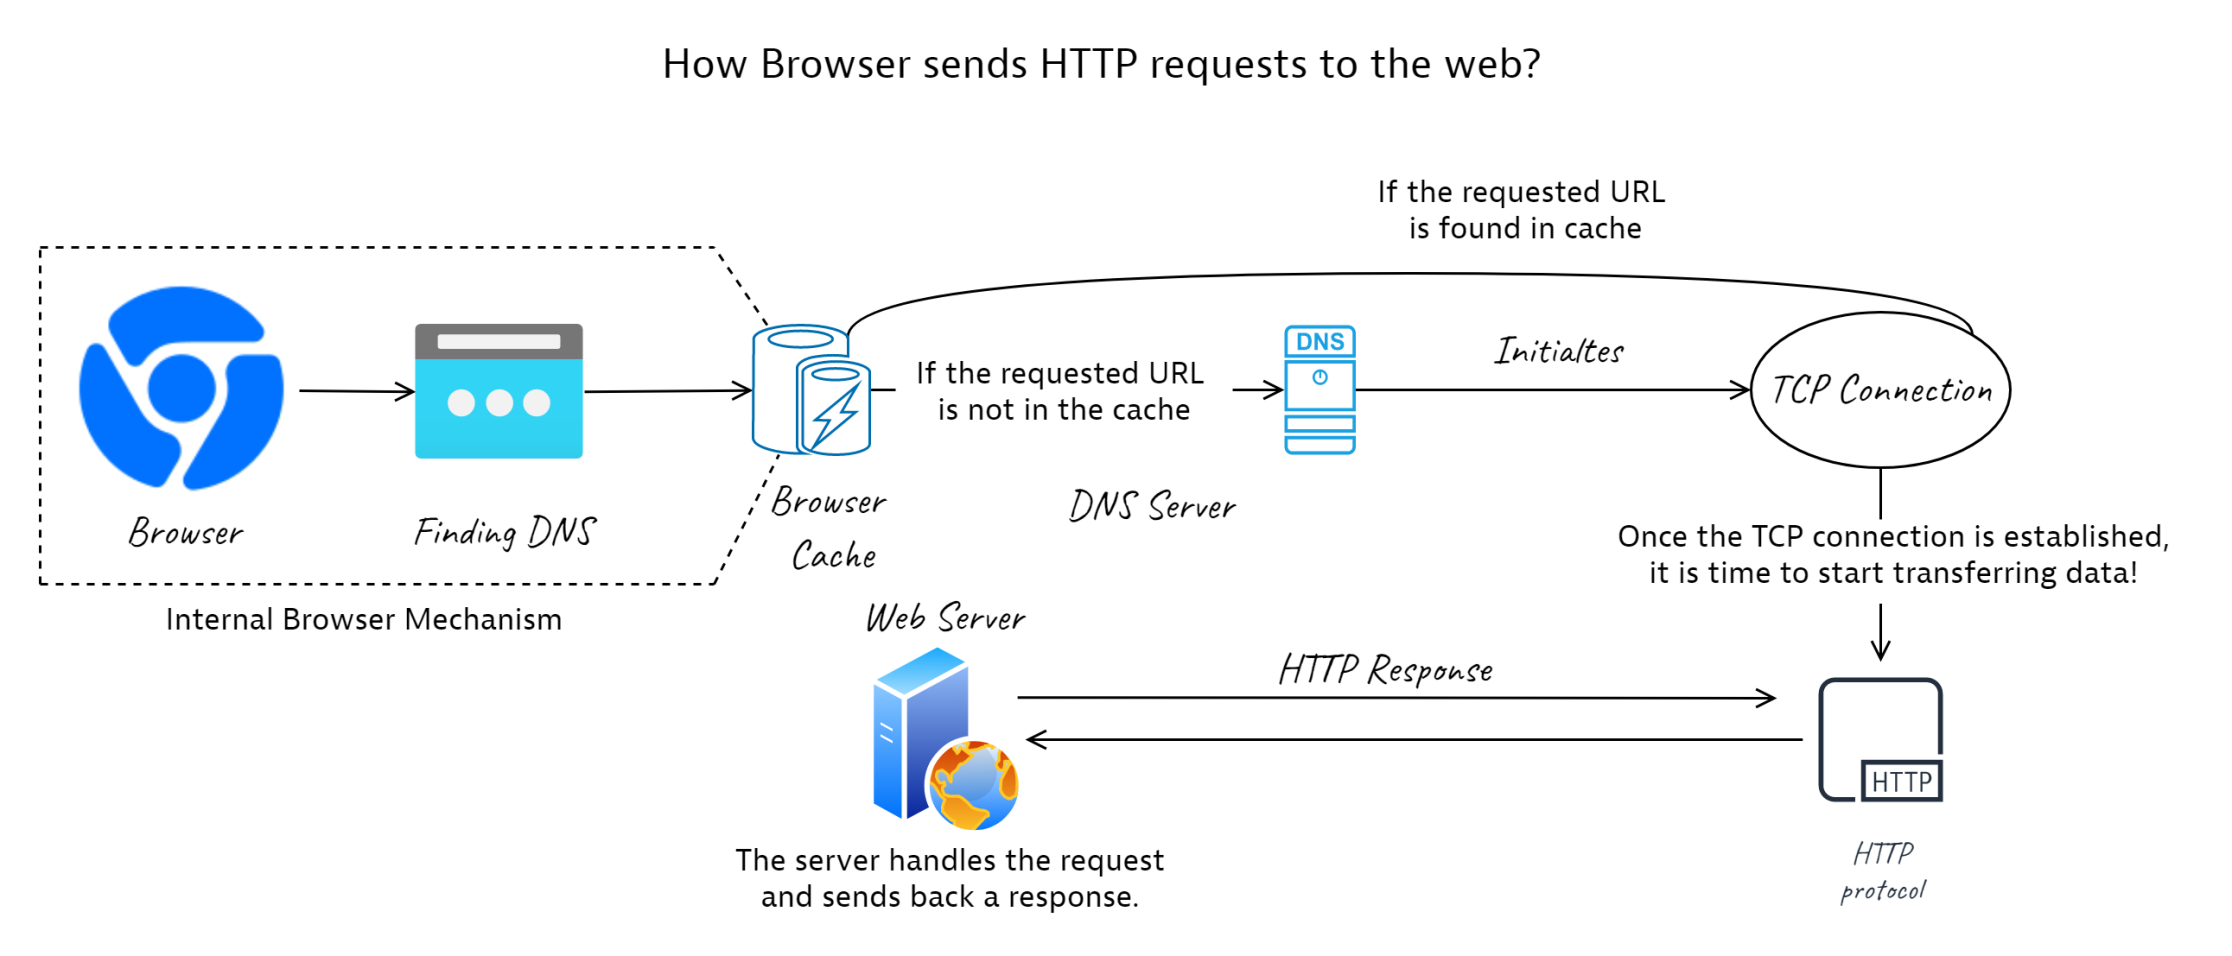 How Browser sends HTTP requests to the web?
If the requested URL
is found in cache
DNS
Initialtes
If the requested URL
is not in the cache
TCP Connection
Browser
Finding DNS
Browser
Cache
DNS Server
Once the TCP connection is established,
it is time to start transferring data!
Internal Browser Mechanism
Web Server
HTTP Response
HTTP
The server handles the request
and sends back a response.
HTTP
protocol